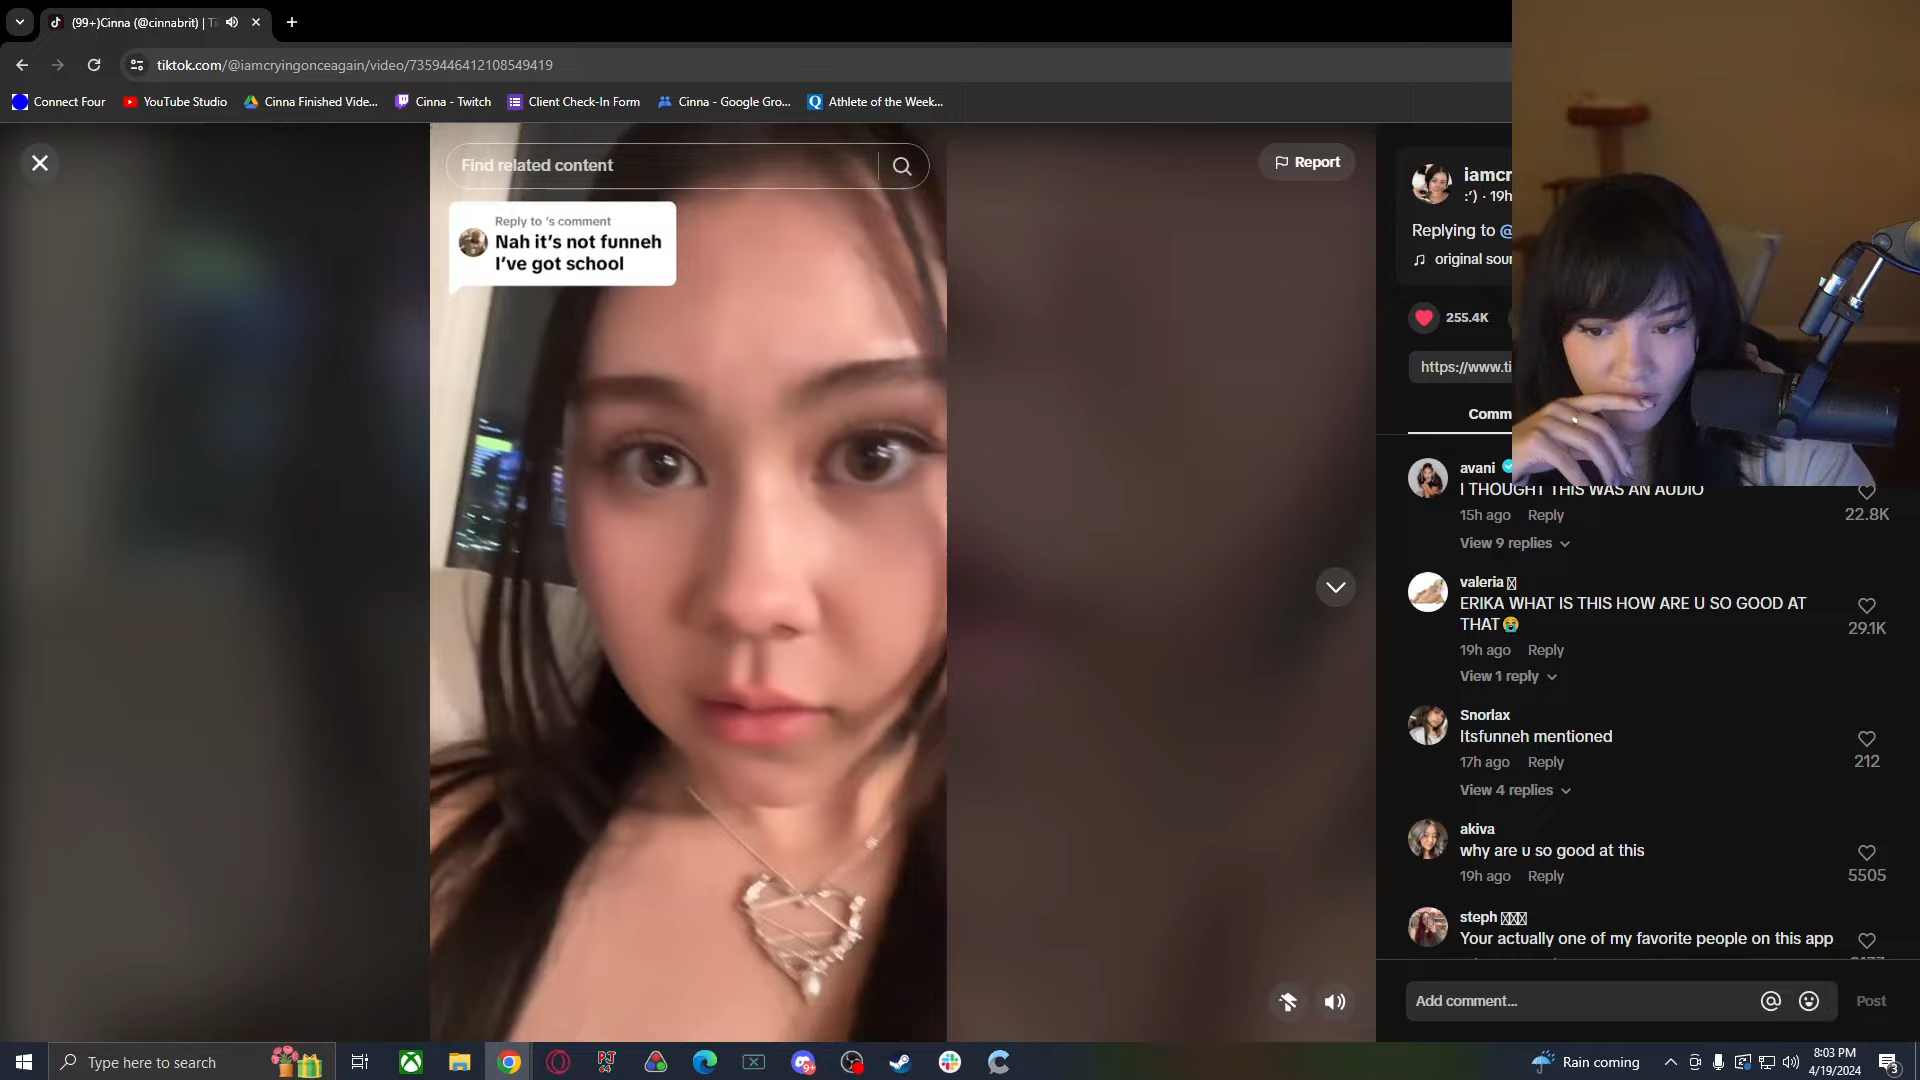 (99+)Cinna (@cinnabrit) | Ti
tiktok.com/@iamcryingonceagain/video/7359446412108549419
Connect Four
YouTube Studio
Cinna Finished Vide...
Cinna - Twitch
Client Check-In Form
Cinna - Google Gro...
Athlete of the Week...
Find related content
Report
Reply to 's comment
Nah it's not funneh
I've got school
iamcr
:') · 19h
Replying to @
original sour
255.4K
https://www.ti
Comm
avani
I THOUGHT THIS WAS AN AUDIO
15h ago Reply
22.8K
View 9 replies
valeria
ERIKA WHAT IS THIS HOW ARE U SO GOOD AT
THAT😭
29.1K
19h ago Reply
View 1 reply
Snorlax
Itsfunneh mentioned
17h ago Reply
212
View 4 replies
akiva
why are u so good at this
19h ago Reply
5505
steph
Your actually one of my favorite people on this app
Add comment...
Post
Type here to search
9+
Rain coming
8:03 PM
4/19/2024
3